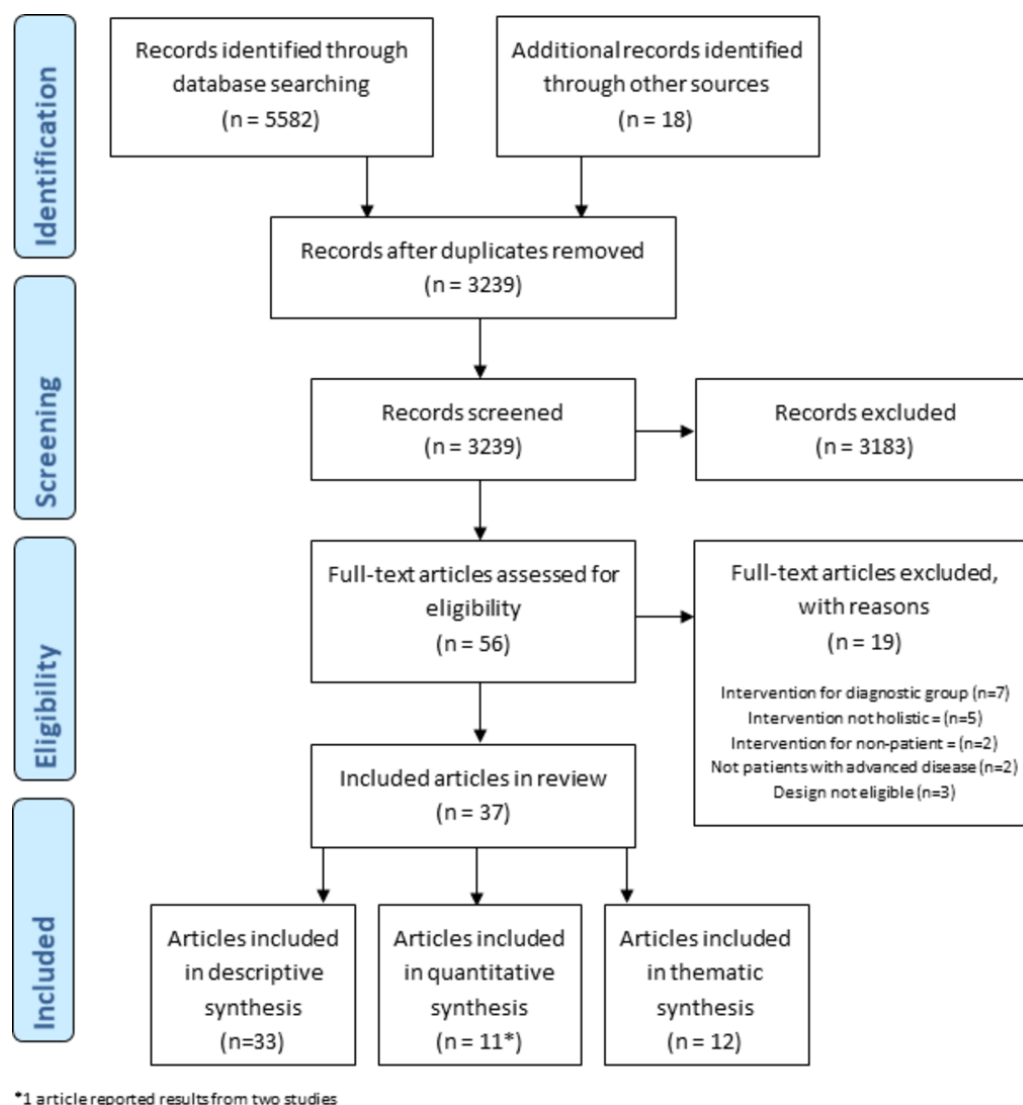 Identification
Records identified through
database searching
(n = 5582)
Additional records identified
through other sources
(n = 18)
Records after duplicates removed
(n = 3239)
Screening
Records screened
(n = 3239)
Records excluded
(n = 3183)
Eligibility
Full-text articles assessed for
eligibility
(n = 56)
Full-text articles excluded,
with reasons
(n = 19)
Intervention for diagnostic group (n=7)
Intervention not holistic = (n=5)
Intervention for non-patient = (n=2)
Not patients with advanced disease (n=2)
Design not eligible (n=3)
Included articles in review
(n = 37)
Included
Articles included
in descriptive
synthesis
(n=33)
Articles included
in quantitative
synthesis
(n = 11*)
Articles included
in thematic
synthesis
(n = 12)
*1 article reported results from two studies